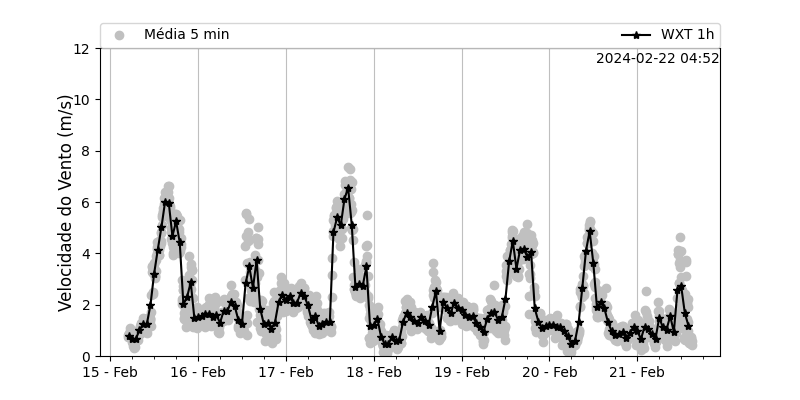 Média 5 min
WXT 1h
2024-02-22 04:52
Velocidade do Vento (m/s)
12
10
8
6
4
2
0
15 - Feb
16 - Feb
17 - Feb
18 - Feb
19 - Feb
20 - Feb
21 - Feb